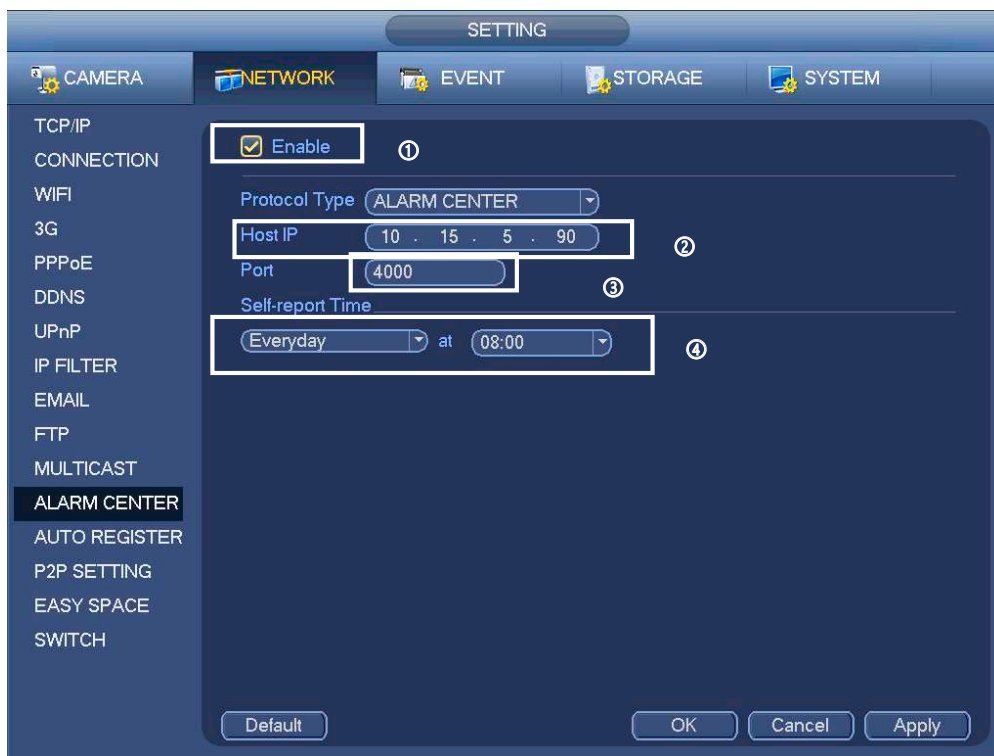 SETTING
CAMERA NETWORK EVENT STORAGE SYSTEM
TCP/IP
CONNECTION
WIFI
3G
PPPoE
DDNS
UPnP
IP FILTER
EMAIL
FTP
MULTICAST
ALARM CENTER
AUTO REGISTER
P2P SETTING
EASY SPACE
SWITCH
Enable ①
Protocol Type ALARM CENTER
Host IP 10 . 15 . 5 . 90 ②
Port 4000 ③
Self-report Time
Everyday at 08:00 ④
Default OK Cancel Apply